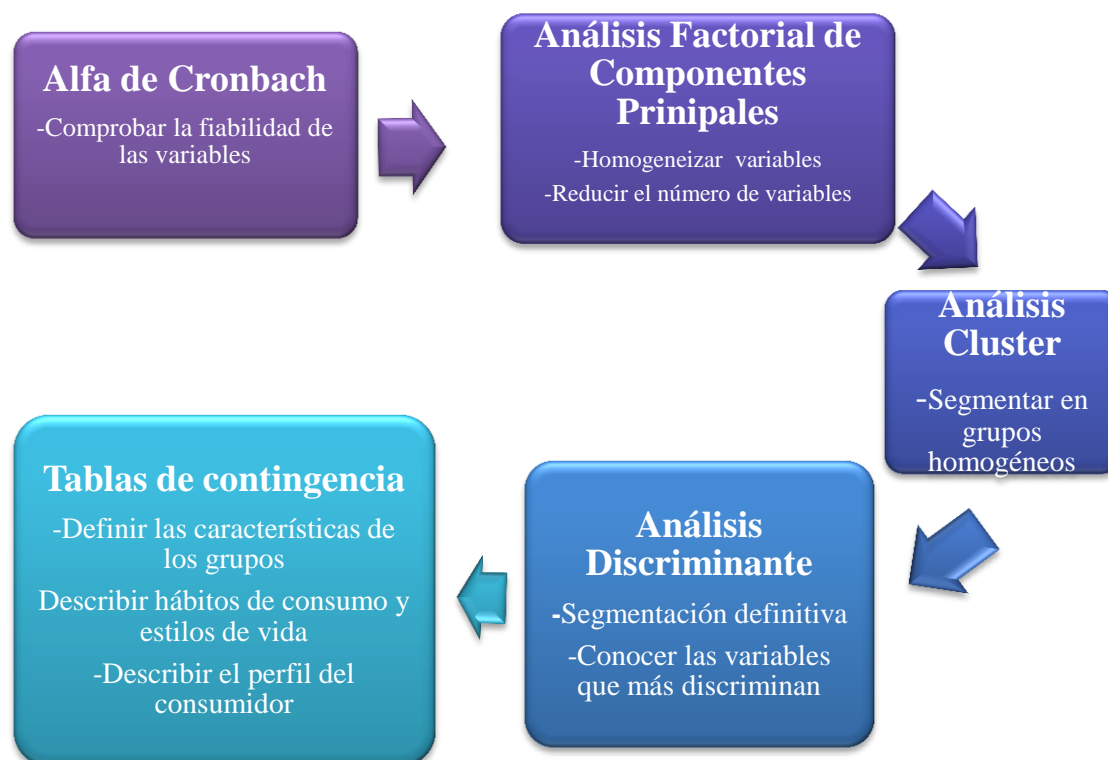 Alfa de Cronbach
-Comprobar la fiabilidad de
las variables
Análisis Factorial de
Componentes
Prinipales
-Homogeneizar variables
-Reducir el número de variables
Análisis
Cluster
-Segmentar en
grupos
homogéneos
Análisis
Discriminante
-Segmentación definitiva
-Conocer las variables
que más discriminan
Tablas de contingencia
-Definir las características de
los grupos
Describir hábitos de consumo y
estilos de vida
-Describir el perfil del
consumidor